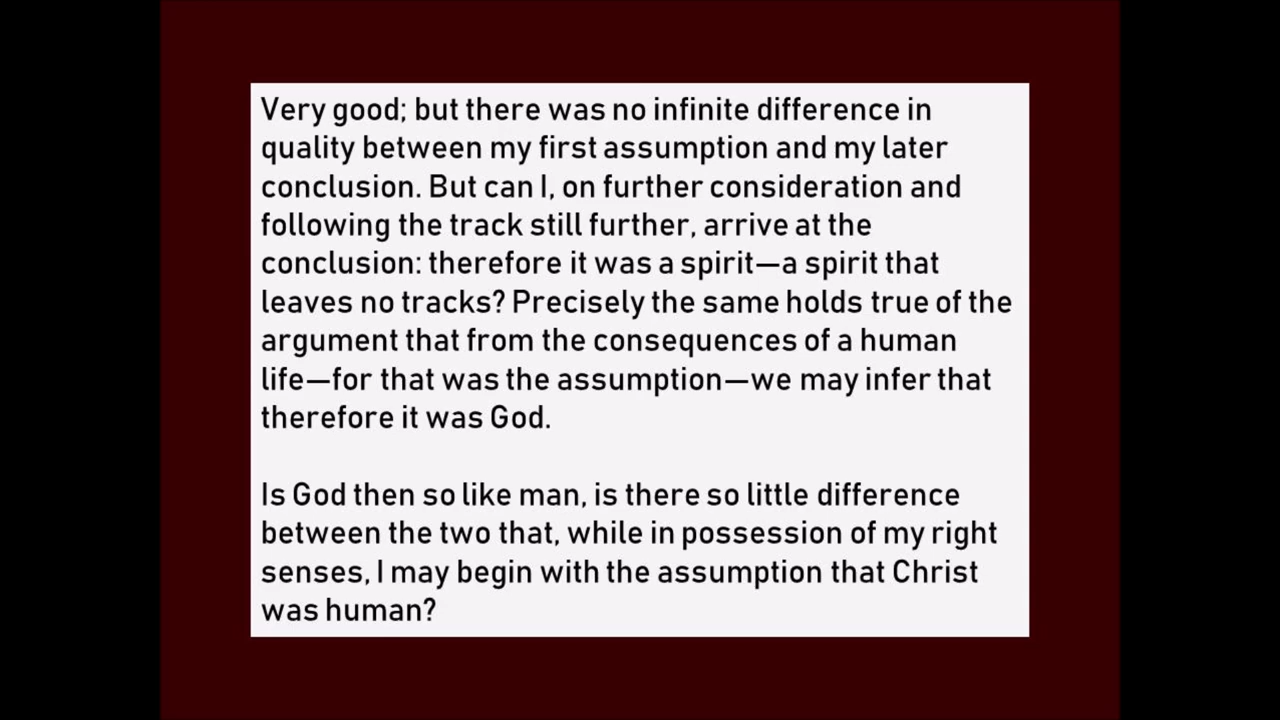 Very good; but there was no infinite difference in
quality between my first assumption and my later
conclusion. But can I, on further consideration and
following the track still further, arrive at the
conclusion: therefore it was a spirit—a spirit that
leaves no tracks? Precisely the same holds true of the
argument that from the consequences of a human
life—for that was the assumption—we may infer that
therefore it was God.
Is God then so like man, is there so little difference
between the two that, while in possession of my right
senses, I may begin with the assumption that Christ
was human?